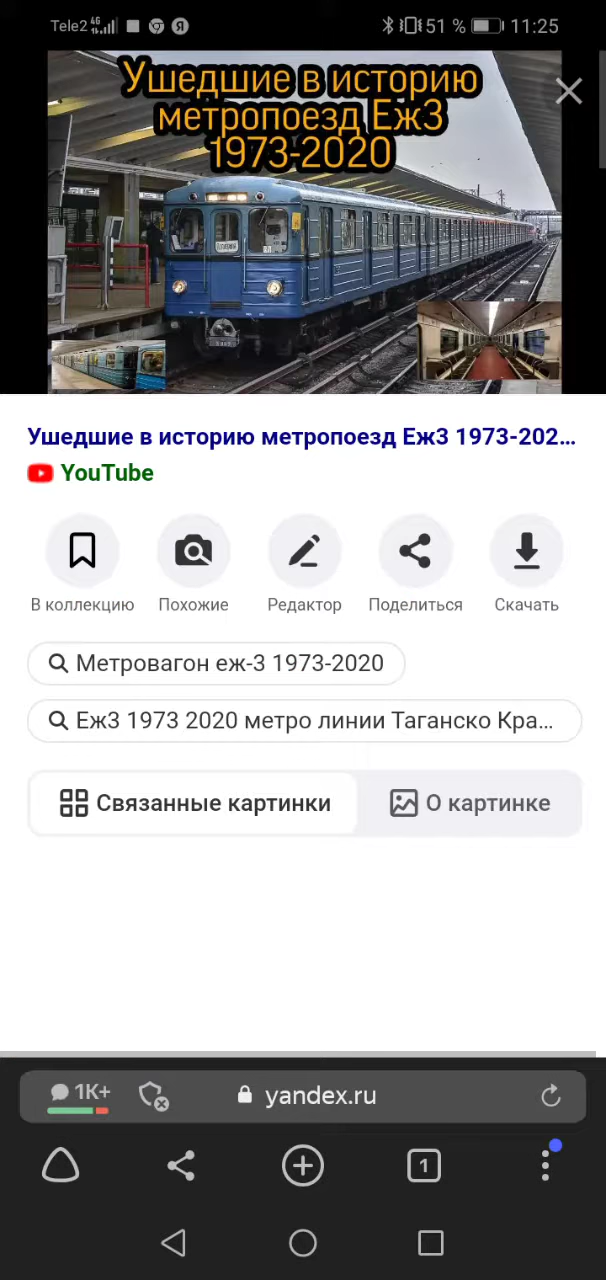 Tele2 4G 51 % 11:25
Ушедшие в историю
метропоезд Еж3
1973-2020
Ушедшие в историю метропоезд Еж3 1973-202...
YouTube
В коллекцию Похожие Редактор Поделиться Скачать
Метровагон еж-3 1973-2020
Еж3 1973 2020 метро линии Таганско Кра...
Связанные картинки О картинке
1K+ yandex.ru
1